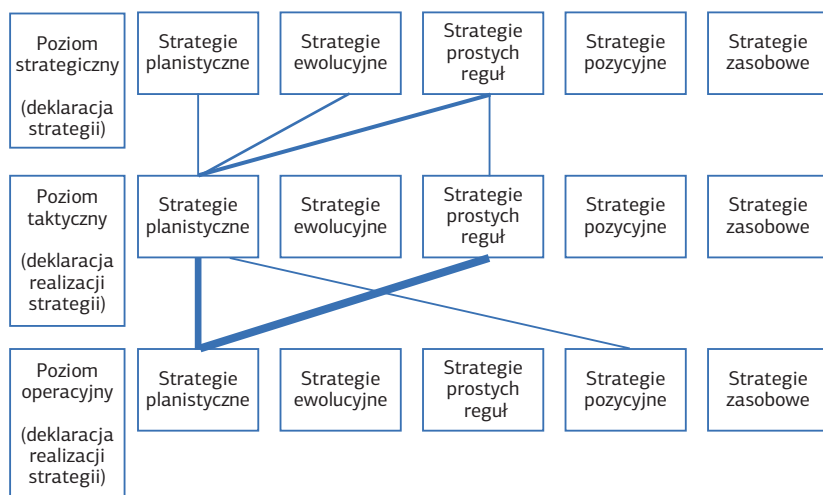 Poziom
strategiczny
(deklaracja
strategii)
Strategie
planistyczne
Strategie
ewolucyjne
Strategie
prostych
reguł
Strategie
pozycyjne
Strategie
zasobowe
Poziom
taktyczny
(deklaracja
realizacji
strategii)
Strategie
planistyczne
Strategie
ewolucyjne
Strategie
prostych
reguł
Strategie
pozycyjne
Strategie
zasobowe
Poziom
operacyjny
(deklaracja
realizacji
strategii)
Strategie
planistyczne
Strategie
ewolucyjne
Strategie
prostych
reguł
Strategie
pozycyjne
Strategie
zasobowe